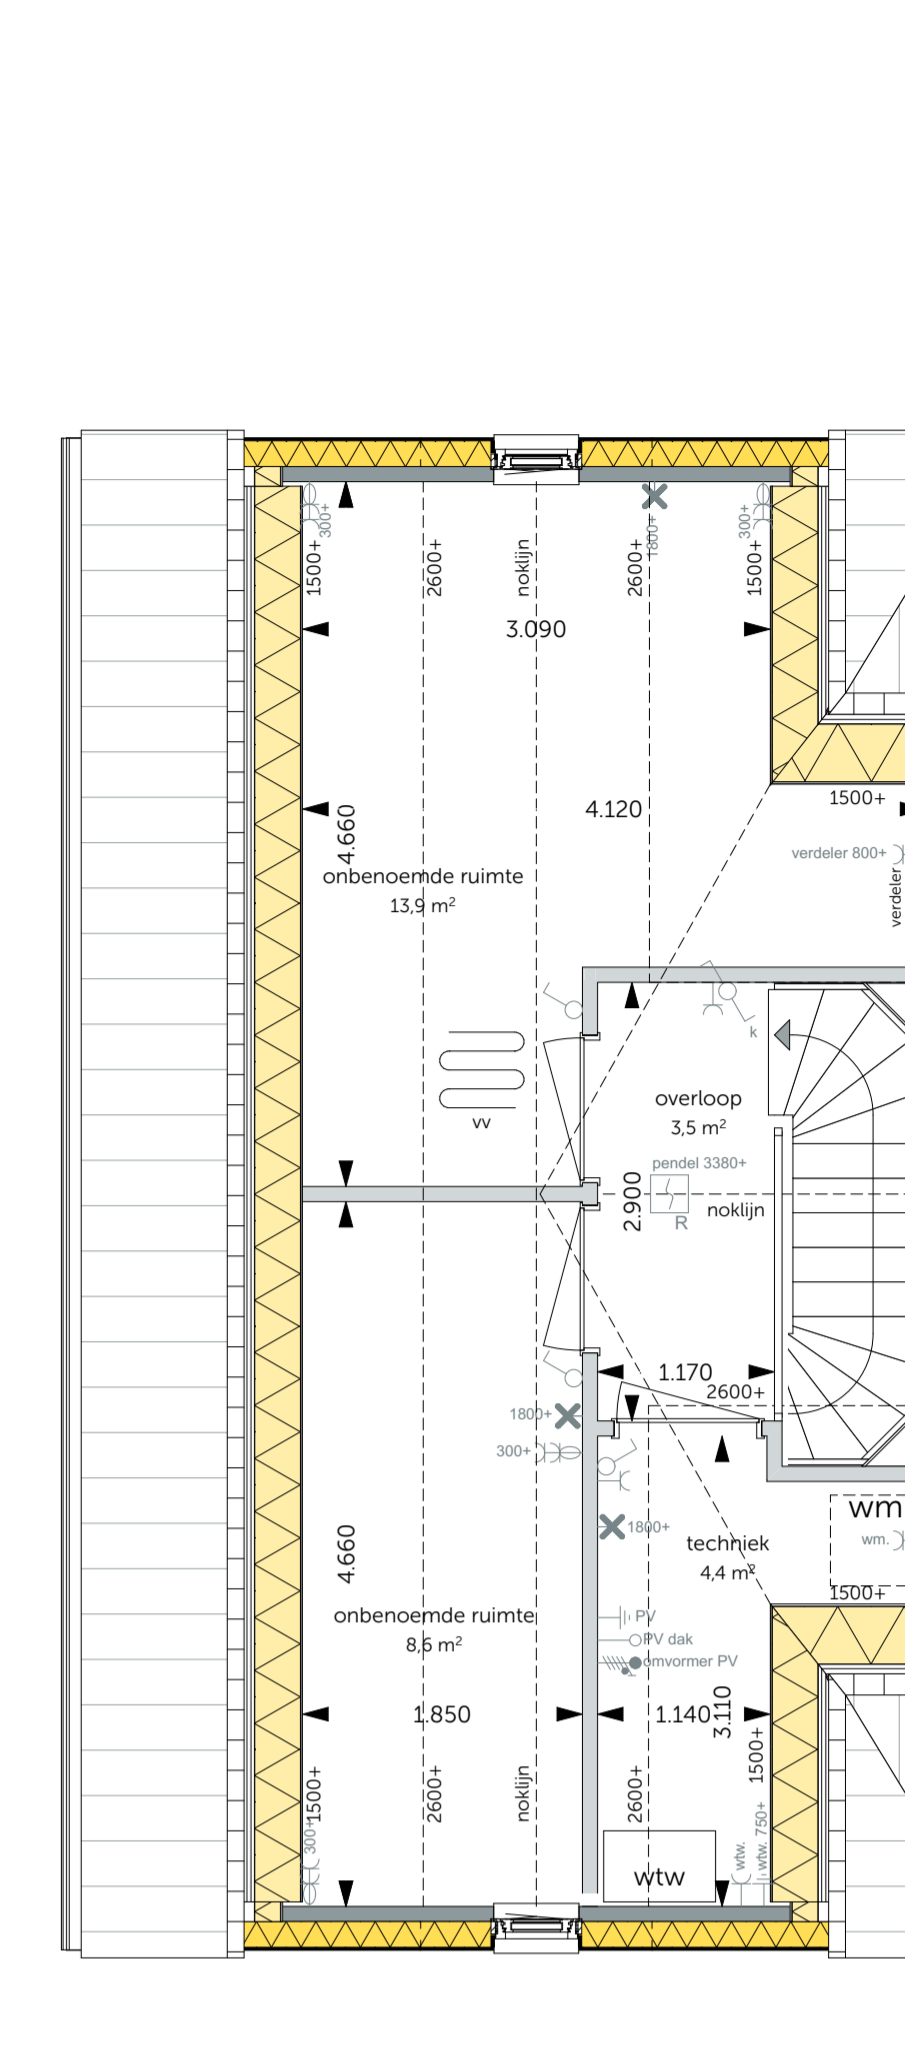 300+
1500+
2600+
noklijn
2600+
1800+
300+
1500+
3.090
4.120
1500+
4.660
verdeler 800+
verdeler
onbenoemde ruimte
13,9 m²
k
vv
overloop
3,5 m²
pendel 3380+
R
2.900
noklijn
1.170
2600+
1800+
300+
wm
wm.
1800+
techniek
4,4 m²
1500+
4.660
onbenoemde ruimte
8,6 m²
PV
PV dak
omvormer PV
1.850
1.140
3.110
1500+
300+
2600+
noklijn
2600+
1500+
wtw
wtw.
wtw. 750+